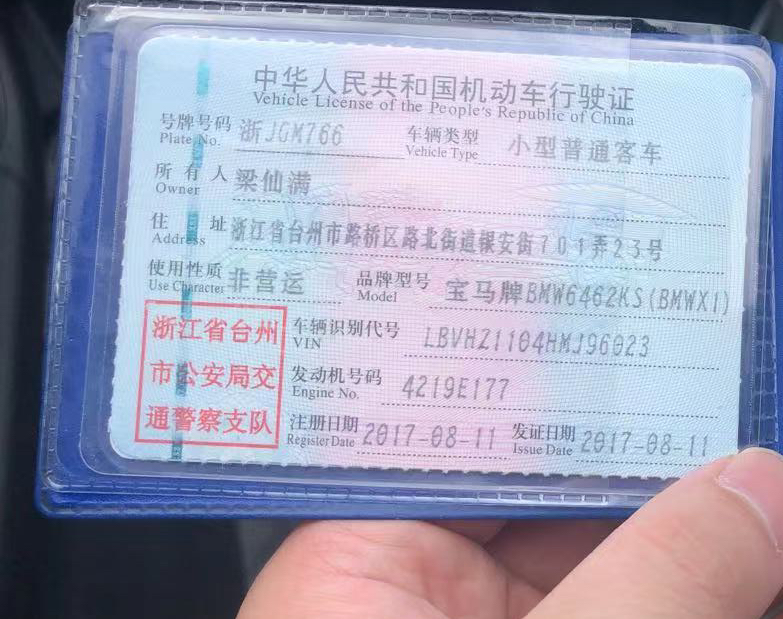 中华人民共和国机动车行驶证
Vehicle License of the People's Republic of China
号牌号码 浙JGM766 车辆类型 小型普通客车
Plate No. Vehicle Type
所有人 梁仙满
Owner
住址 浙江省台州市路桥区路北街道银安街701弄23号
Address
使用性质 非营运 品牌型号 宝马牌BMW6462KS(BMWX1)
Use Character Model
浙江省台州
市公安局交
通警察支队
车辆识别代号 LBVHZ1104HMJ96023
VIN
发动机号码 4219E177
Engine No.
注册日期 2017-08-11 发证日期 2017-08-11
Register Date Issue Date